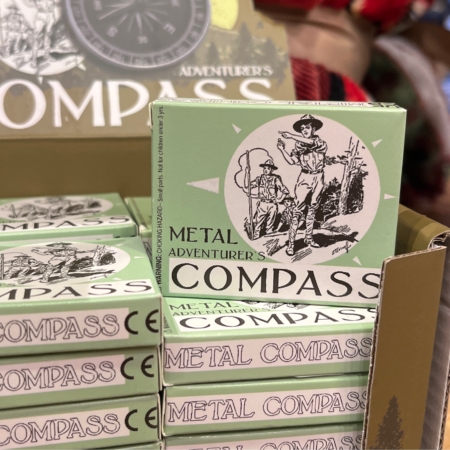 ADVENTURER'S
COMPASS
WARNING: CHOKING HAZARD - Small parts. Not for children under 3 yrs.
METAL
ADVENTURER'S
COMPASS
METAL
ADVENTURER'S
COMPASS
METAL COMPASS
METAL COMPASS
COMPASS
COMPASS CE
COMPASS CE
COMPASS CE